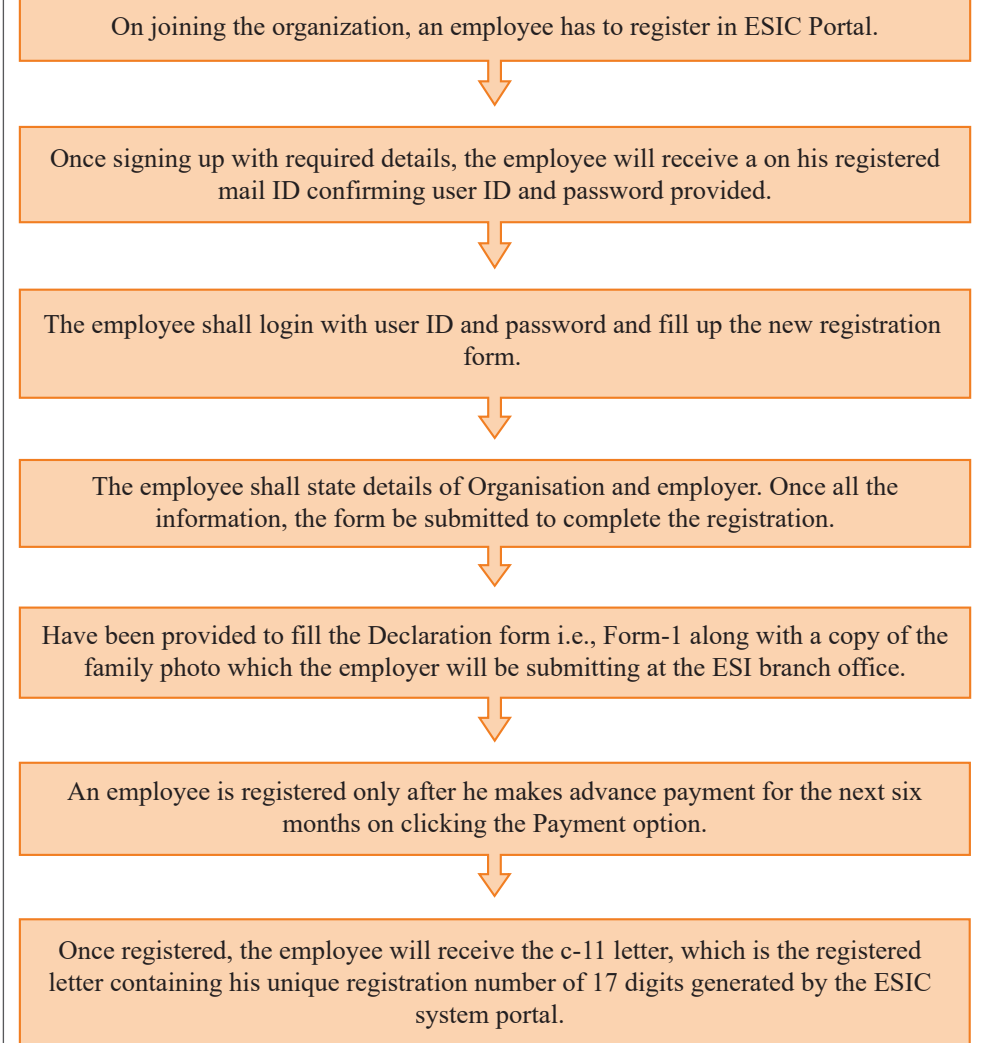 On joining the organization, an employee has to register in ESIC Portal.
Once signing up with required details, the employee will receive a on his registered
mail ID confirming user ID and password provided.
The employee shall login with user ID and password and fill up the new registration
form.
The employee shall state details of Organisation and employer. Once all the
information, the form be submitted to complete the registration.
Have been provided to fill the Declaration form i.e., Form-1 along with a copy of the
family photo which the employer will be submitting at the ESI branch office.
An employee is registered only after he makes advance payment for the next six
months on clicking the Payment option.
Once registered, the employee will receive the c-11 letter, which is the registered
letter containing his unique registration number of 17 digits generated by the ESIC
system portal.